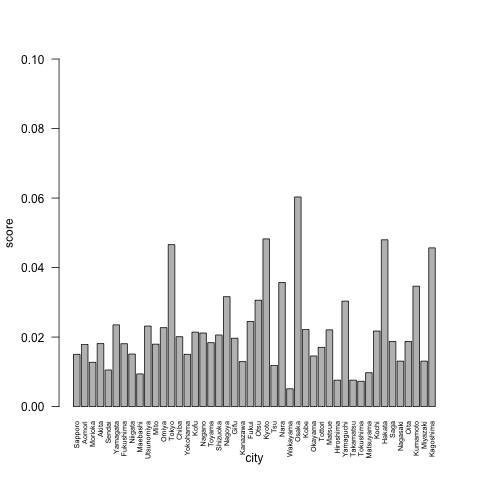 0.10
0.08
0.06
0.04
0.02
0.00
score
Sapporo
Aomori
Morioka
Akita
Sendai
Yamagata
Fukushima
Niigata
Maebashi
Utsunomiya
Mito
Omiya
Tokyo
Chiba
Yokohama
Kofu
Nagano
Toyama
Shizuoka
Nagoya
Gifu
Kanazawa
Fukui
Otsu
Kyoto
Tsu
Nara
Wakayama
Osaka
Kobe
Okayama
Tottori
Matsue
Hiroshima
Yamaguchi
Takamatsu
Tokushima
Matsuyama
Kochi
Hakata
Saga
Nagasaki
Oita
Kumamoto
Miyazaki
Kagoshima
city